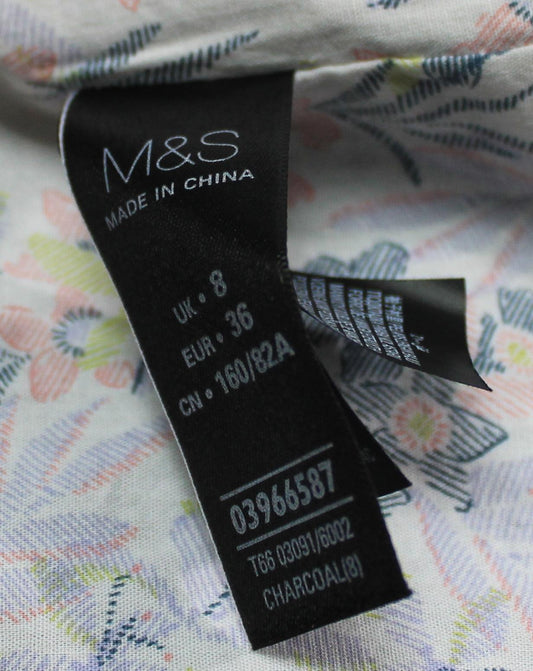 M&S
MADE IN CHINA
UK • 8
EUR • 36
CN • 160/82A
03966587
T66 03091/6002
CHARCOAL(8)